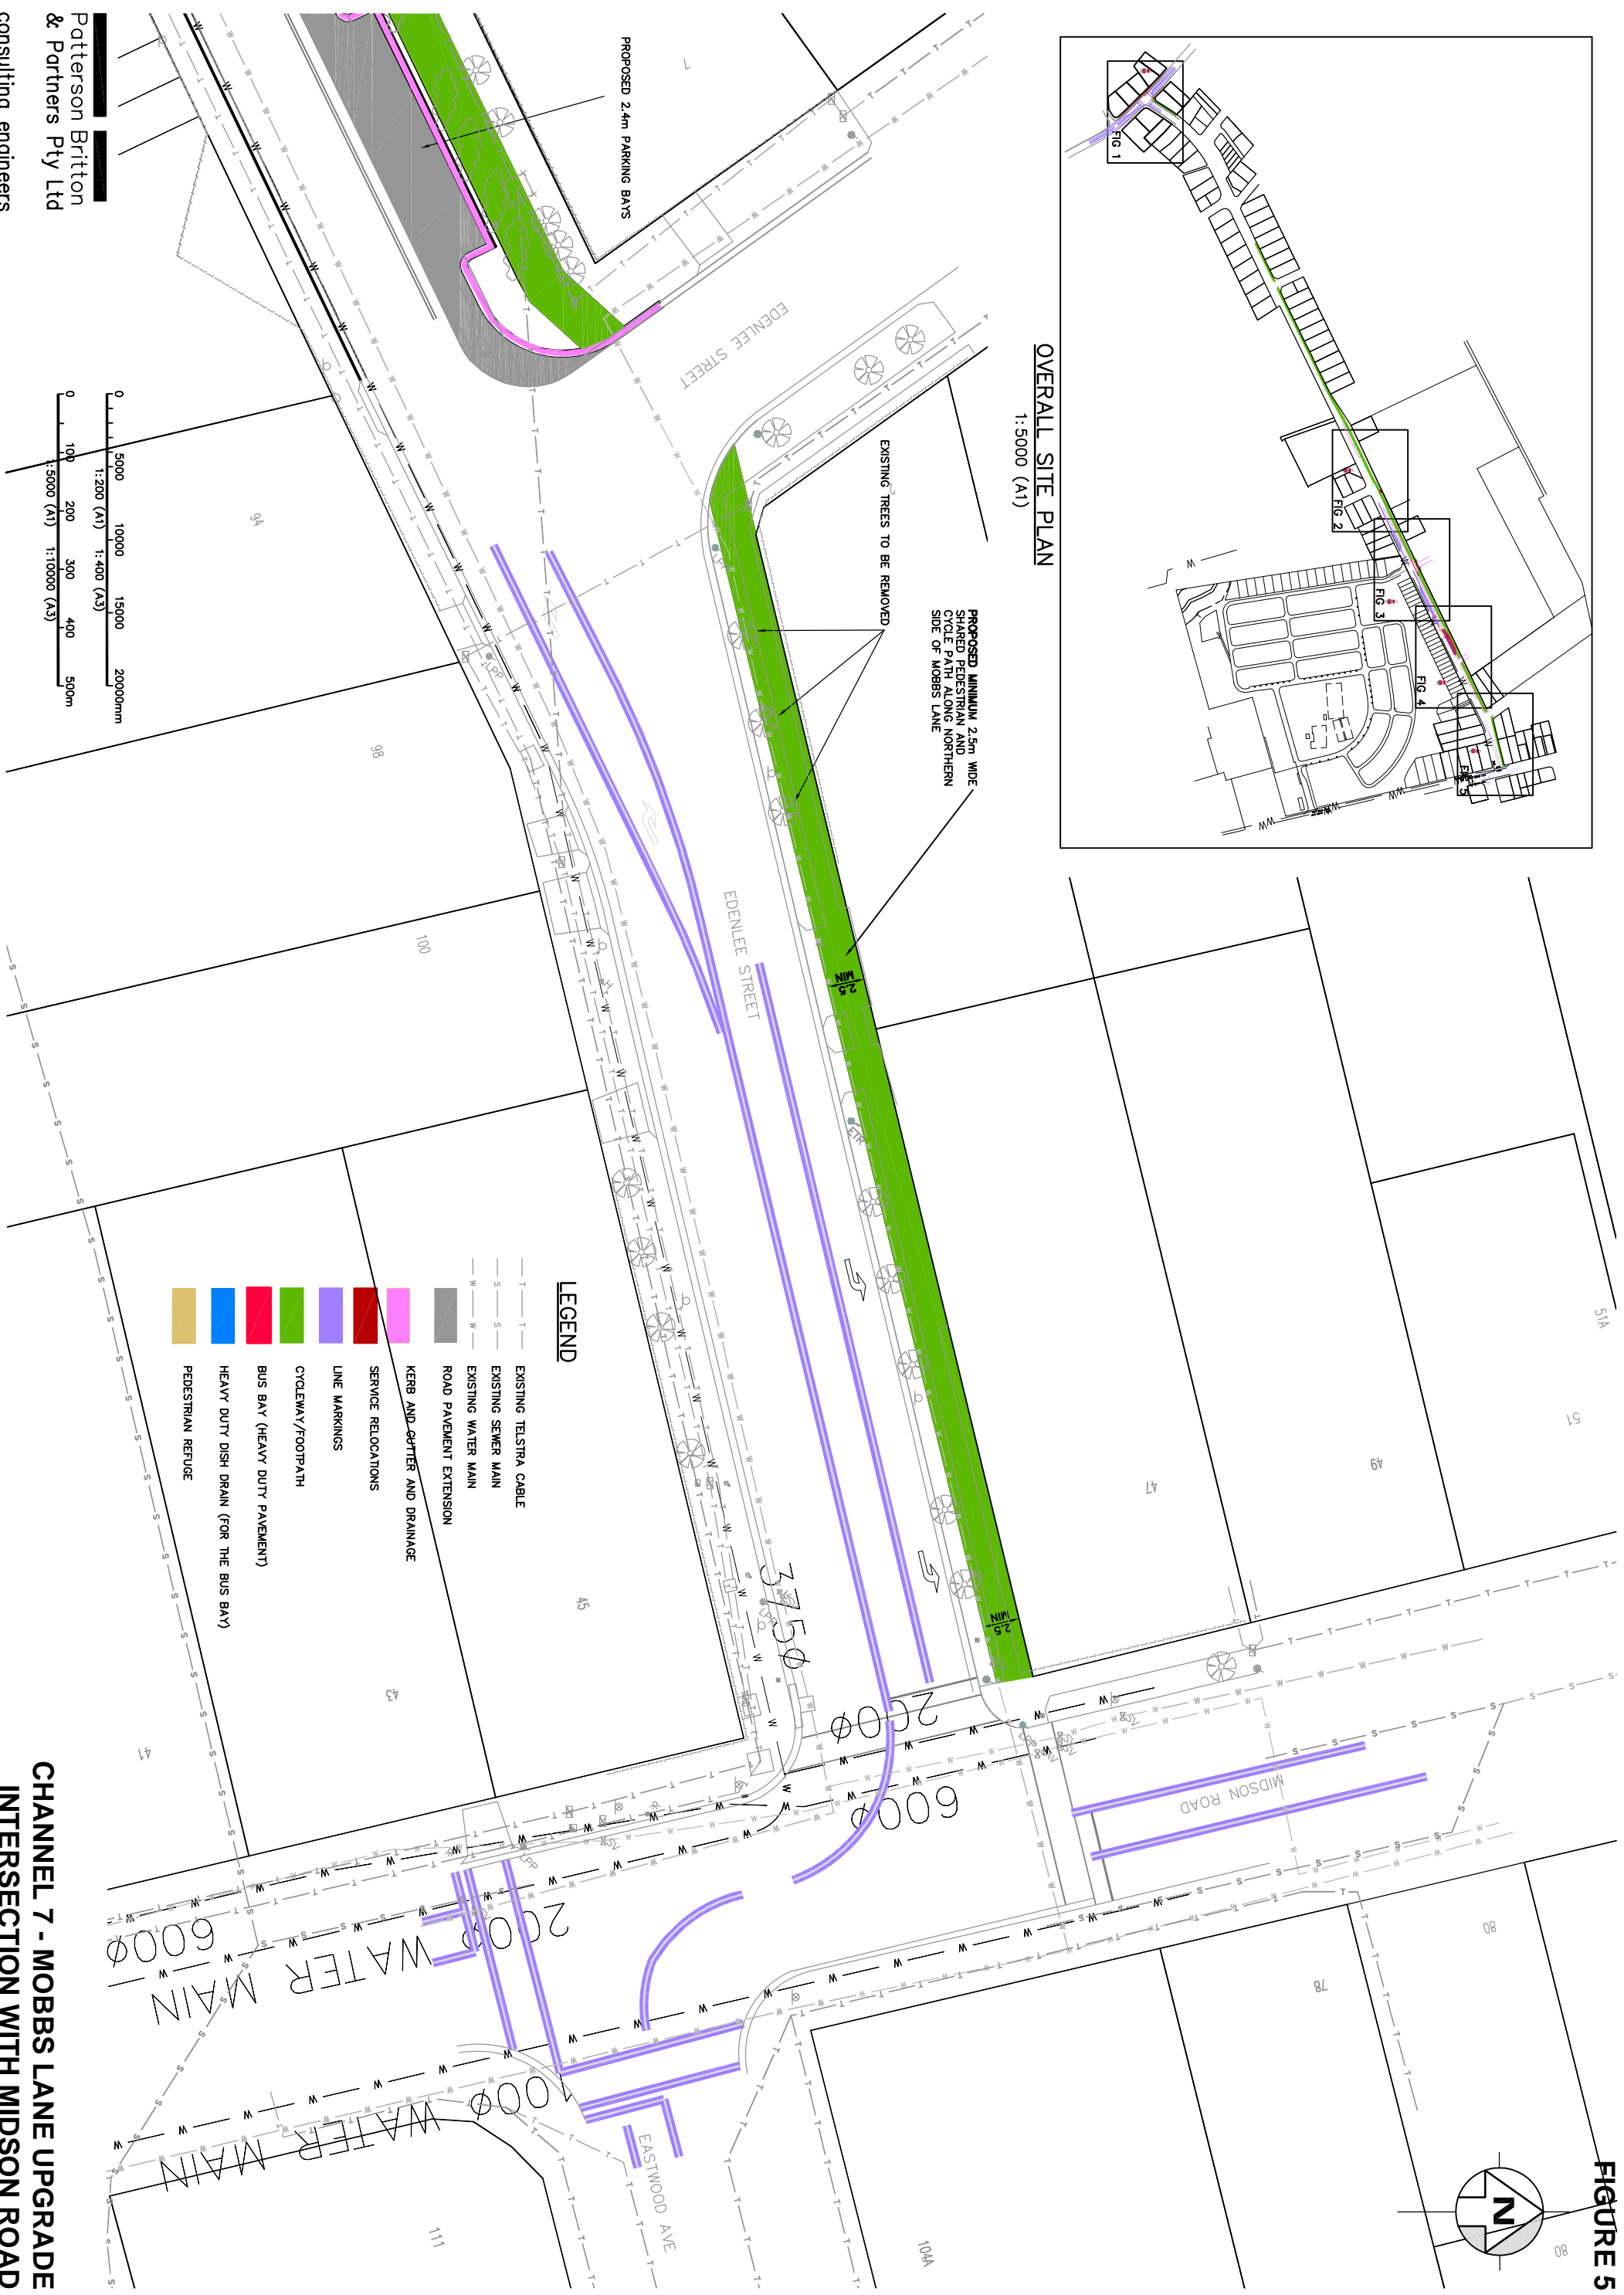 FIGURE 5
N
OVERALL SITE PLAN
1:5000 (A1)
FIG 1
FIG 2
FIG 3
FIG 4
PROPOSED 2.4m PARKING BAYS
EDENLEE STREET
EXISTING TREES TO BE REMOVED
PROPOSED MINIMUM 2.5m WIDE
SHARED PEDESTRIAN AND
CYCLE PATH ALONG NORTHERN
SIDE OF MOBBS LANE
2.5
MIN
EDENLEE STREET
2.5
MIN
MIDSON ROAD
EASTWOOD AVE
LPP
LPP
ETR
LPP
LPP
7
94
98
100
45
43
41
47
49
51
51A
80
78
80
104A
111
375Ø
200Ø
600Ø
200Ø
600Ø
WATER MAIN
100Ø
WATER MAIN
LEGEND
EXISTING TELSTRA CABLE
EXISTING SEWER MAIN
EXISTING WATER MAIN
ROAD PAVEMENT EXTENSION
KERB AND GUTTER AND DRAINAGE
SERVICE RELOCATIONS
LINE MARKINGS
CYCLEWAY/FOOTPATH
BUS BAY (HEAVY DUTY PAVEMENT)
HEAVY DUTY DISH DRAIN (FOR THE BUS BAY)
PEDESTRIAN REFUGE
0 5000 10000 15000 20000mm
1:200 (A1) 1:400 (A3)
0 100 200 300 400 500m
1:5000 (A1) 1:10000 (A3)
Patterson Britton
& Partners Pty Ltd
consulting engineers
CHANNEL 7 - MOBBS LANE UPGRADE
INTERSECTION WITH MIDSON ROAD